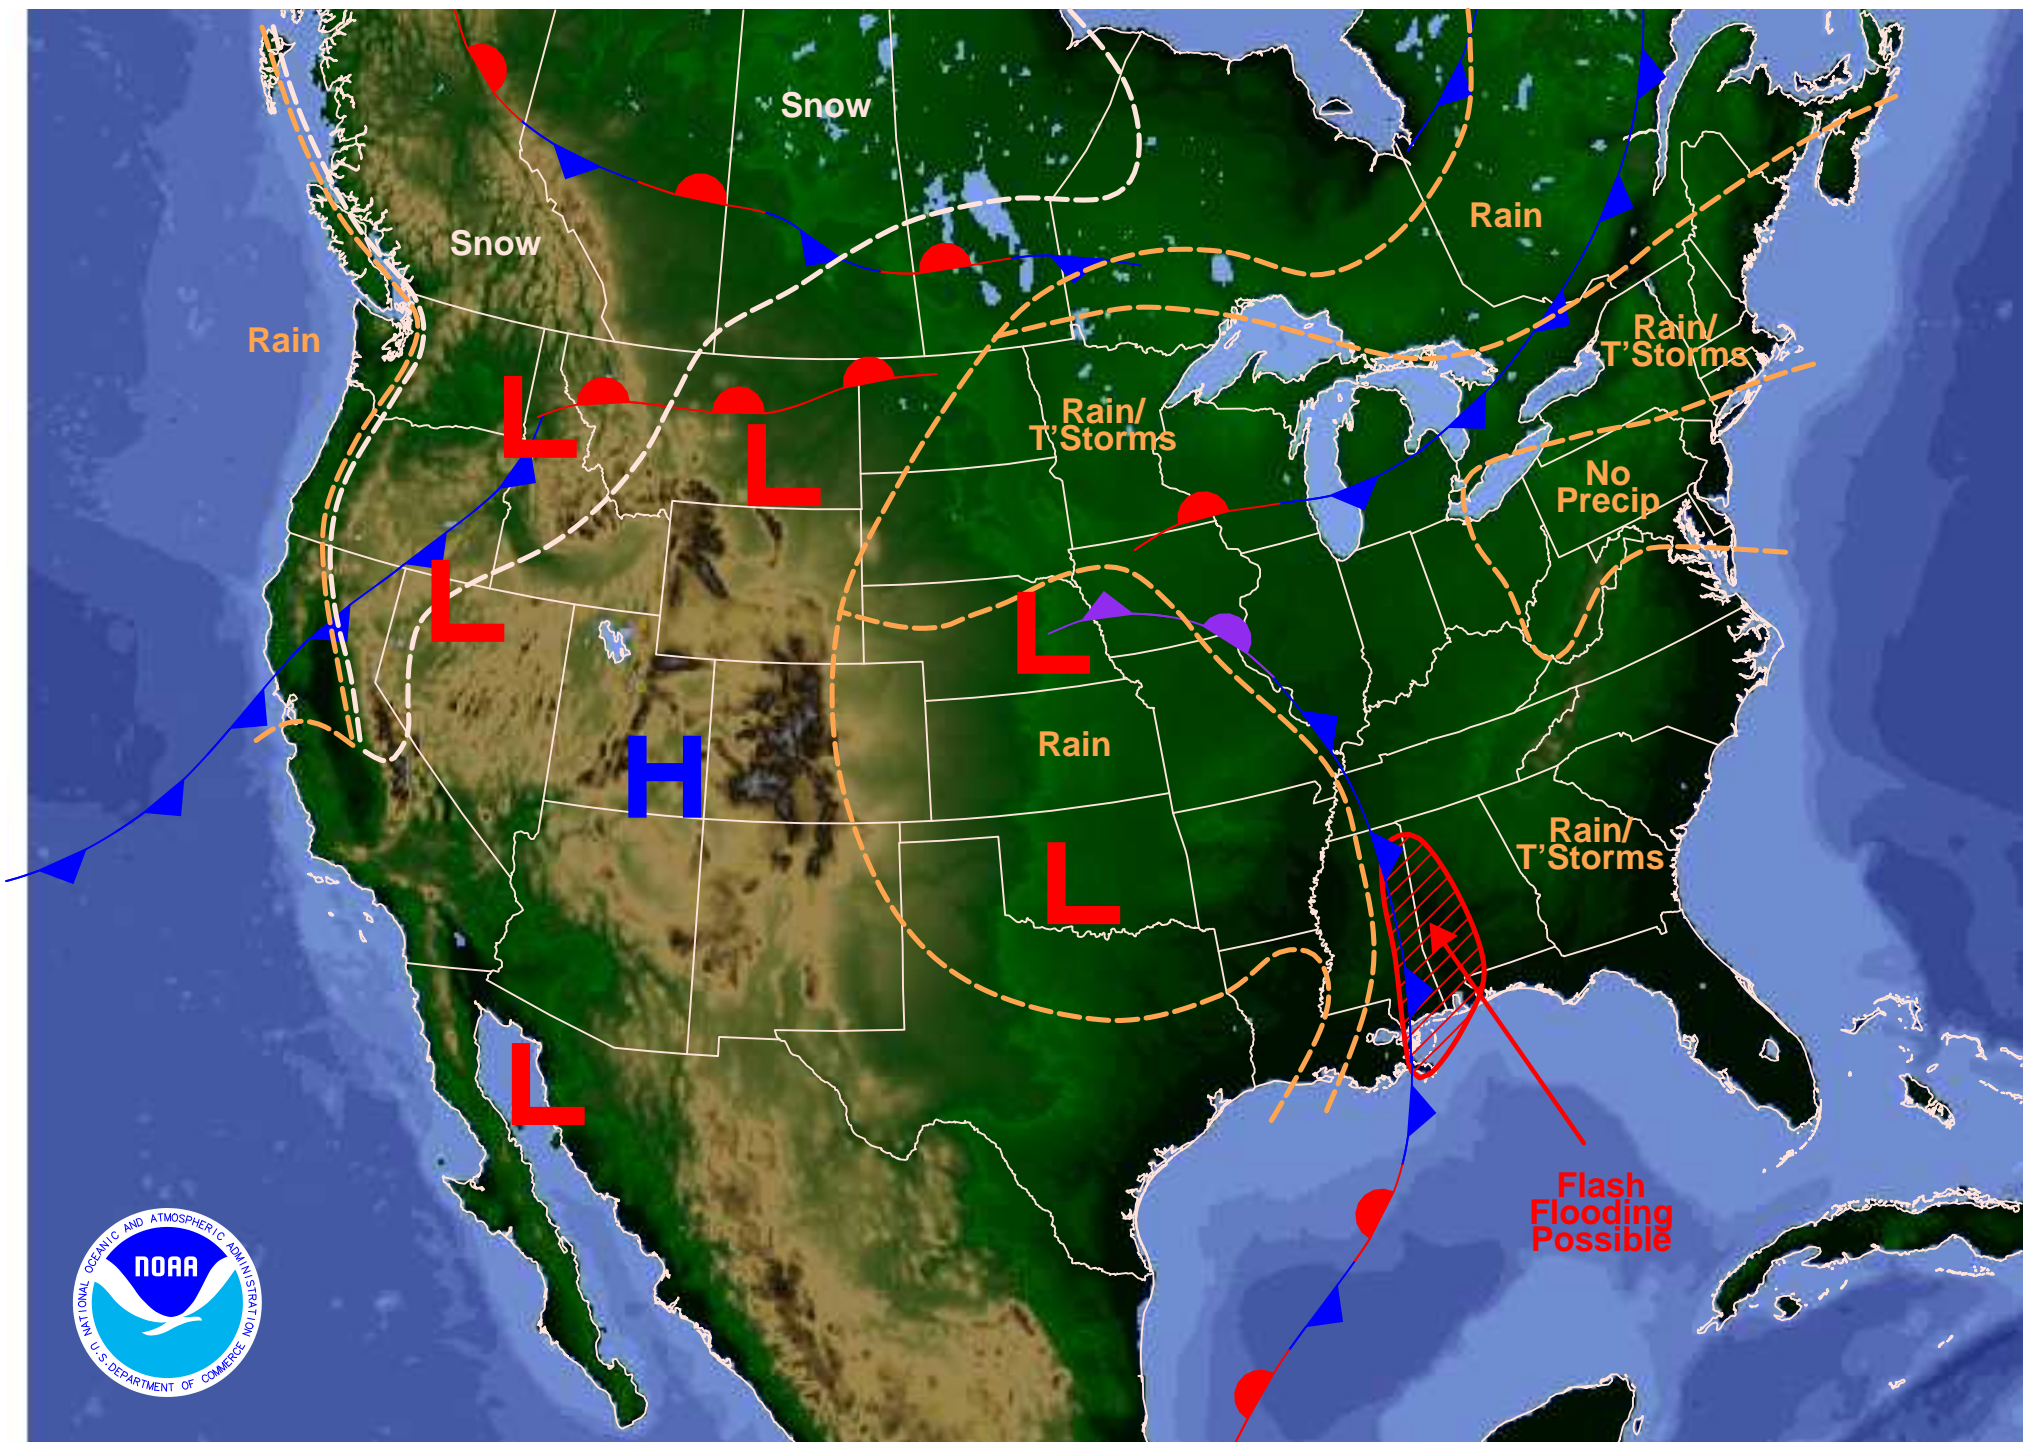 Snow
Snow
Rain
Rain
Rain/
T'Storms
Rain/
T'Storms
No
Precip
L
L
L
L
H
Rain
L
Rain/
T'Storms
L
Flash
Flooding
Possible
NOAA
NATIONAL OCEANIC AND ATMOSPHERIC ADMINISTRATION
U.S. DEPARTMENT OF COMMERCE